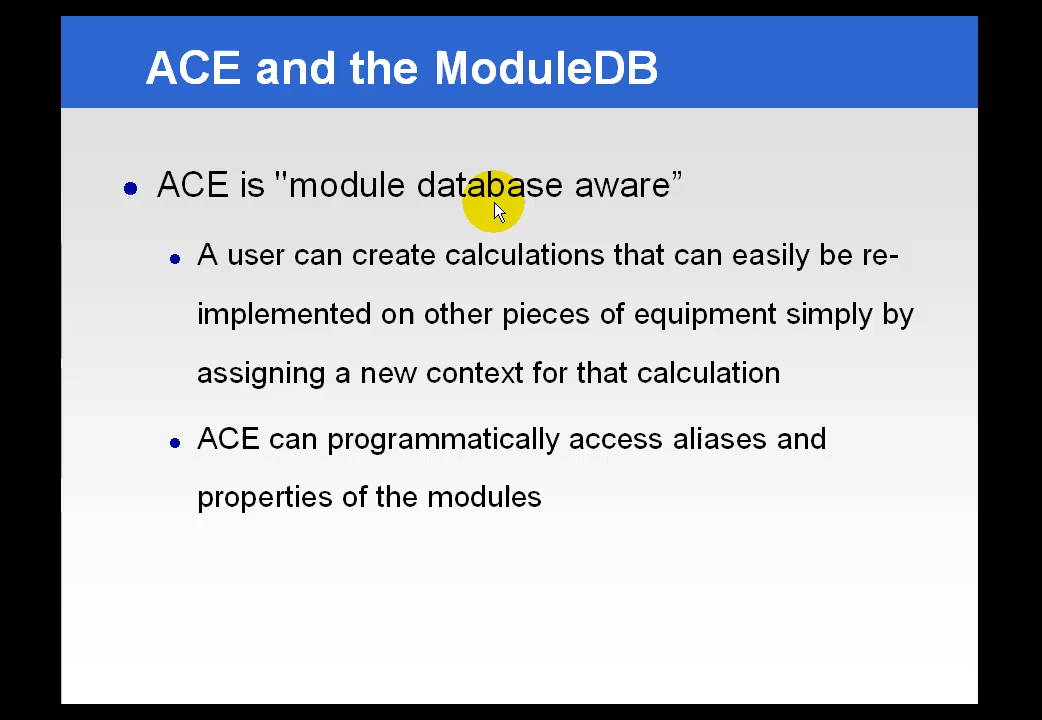 ACE and the ModuleDB
ACE is "module database aware”
A user can create calculations that can easily be re-
implemented on other pieces of equipment simply by
assigning a new context for that calculation
ACE can programmatically access aliases and
properties of the modules